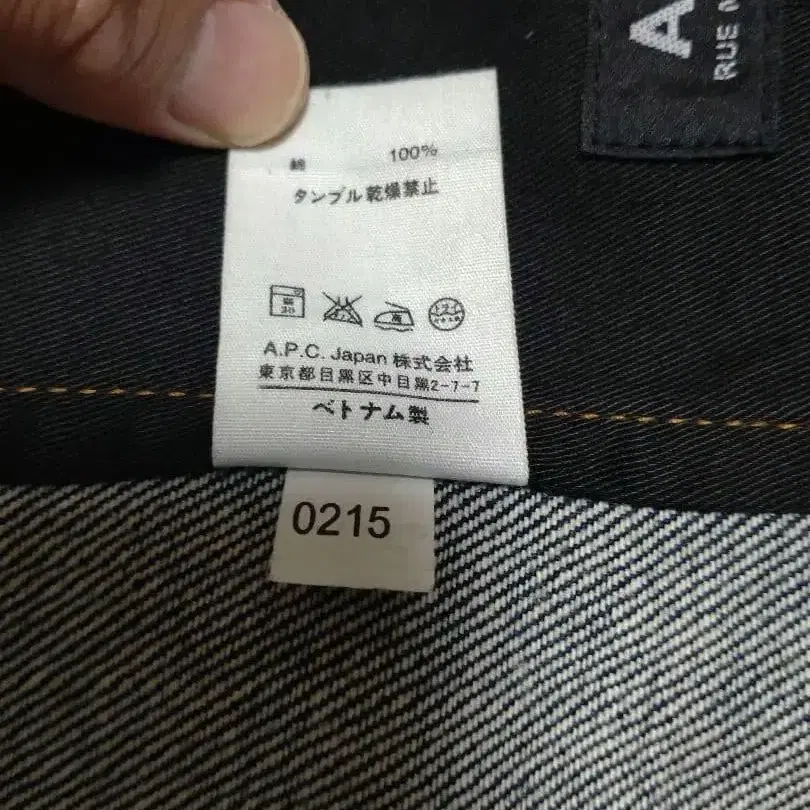 A
RUE M
綿 100%
タンブル乾燥禁止
A.P.C. Japan 株式会社
東京都目黒区中目黒2-7-7
ベトナム製
0215